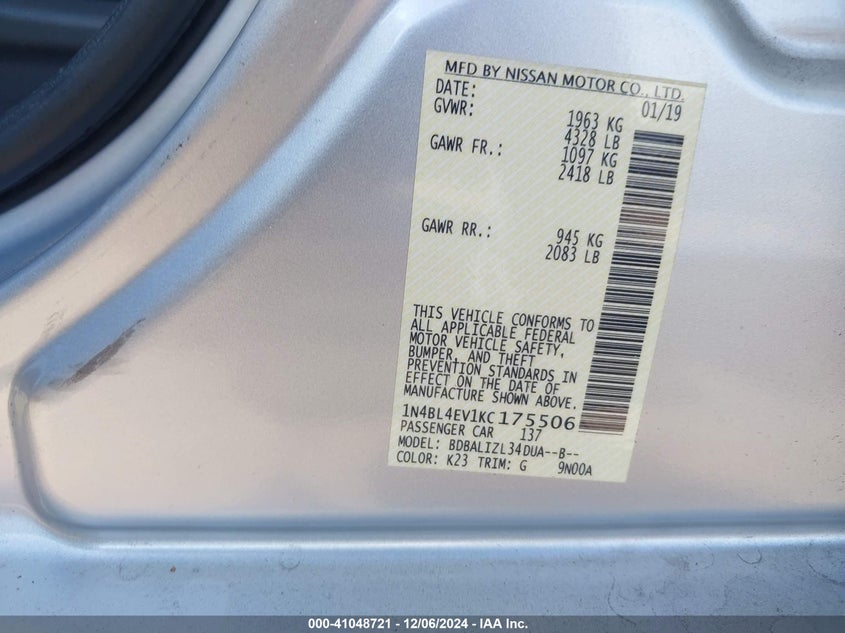 MFD BY NISSAN MOTOR CO., LTD.
DATE: 01/19
GVWR: 1963 KG
4328 LB
GAWR FR.: 1097 KG
2418 LB
GAWR RR.: 945 KG
2083 LB
THIS VEHICLE CONFORMS TO
ALL APPLICABLE FEDERAL
MOTOR VEHICLE SAFETY,
BUMPER, AND THEFT
PREVENTION STANDARDS IN
EFFECT ON THE DATE OF
MANUFACTURE SHOWN ABOVE.
1N4BL4EV1KC175506
PASSENGER CAR 137
MODEL: BDBALIZL34DUA--B--
COLOR: K23 TRIM: G 9N00A
000-41048721 - 12/06/2024 - IAA Inc.